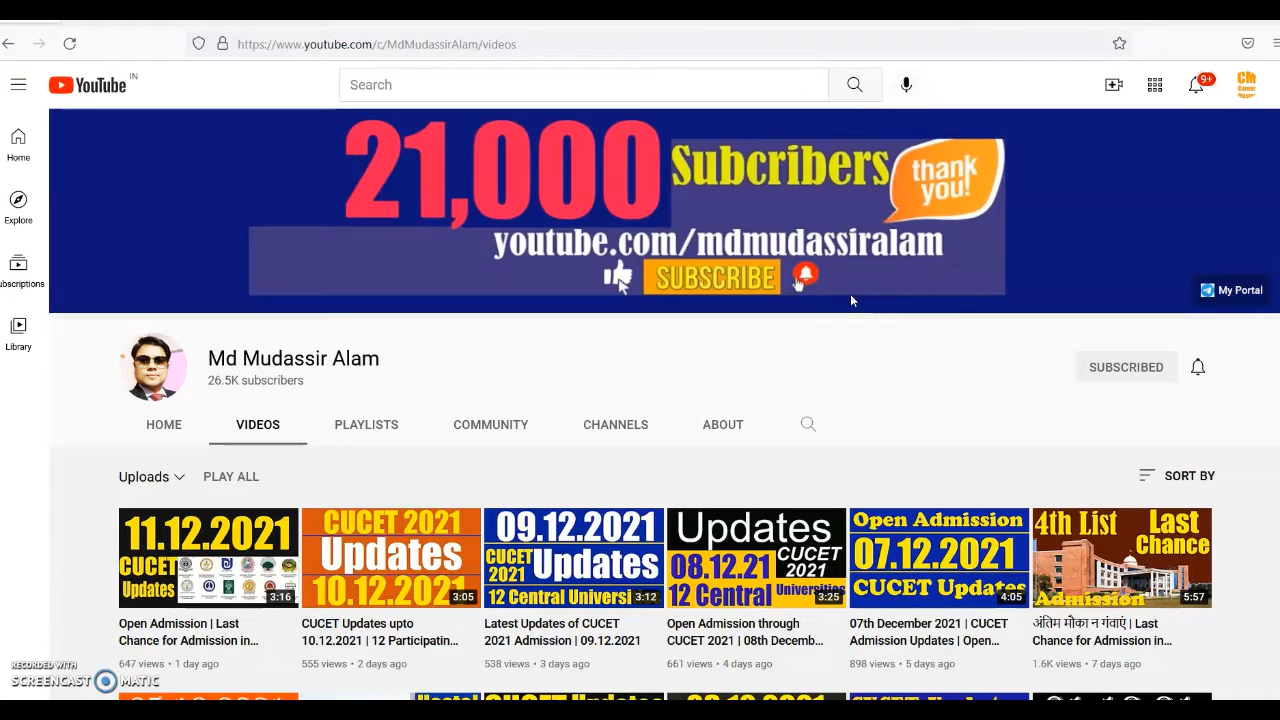 https://www.youtube.com/c/MdMudassirAlam/videos
YouTube IN
Search
9+
CM
Home
Explore
Subscriptions
Library
21,000 Subcribers thank you!
youtube.com/mdmudassiralam
SUBSCRIBE
My Portal
Md Mudassir Alam
26.5K subscribers
SUBSCRIBED
HOME VIDEOS PLAYLISTS COMMUNITY CHANNELS ABOUT
Uploads PLAY ALL SORT BY
11.12.2021
CUCET
Updates
3:16
CUCET 2021
Updates
10.12.2021
3:05
09.12.2021
CUCET 2021 Updates
12 Central Universi
3:12
Updates
08.12.21 CUCET 2021
12 Central Universities
3:25
Open Admission
07.12.2021
CUCET Updates
4:05
4th List Last Chance
Admission
5:57
Open Admission | Last
Chance for Admission in...
647 views • 1 day ago
CUCET Updates upto
10.12.2021 | 12 Participatin...
555 views • 2 days ago
Latest Updates of CUCET
2021 Admission | 09.12.2021
538 views • 3 days ago
Open Admission through
CUCET 2021 | 08th Decemb...
661 views • 4 days ago
07th December 2021 | CUCET
Admission Updates | Open...
898 views • 5 days ago
अंतिम मौका न गंवाएं | Last
Chance for Admission in...
1.6K views • 7 days ago
RECORDED WITH
SCREENCAST MATIC